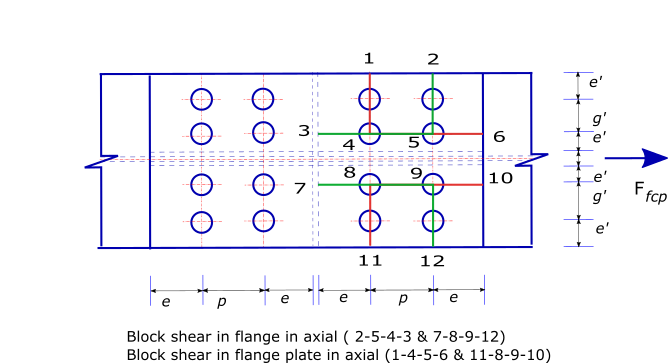 1 2
e'
g'
3 6
e'
4 5
8 9
e'
7 10
g'
F fcp
e'
11 12
e p e e p e
Block shear in flange in axial ( 2-5-4-3 & 7-8-9-12)
Block shear in flange plate in axial (1-4-5-6 & 11-8-9-10)